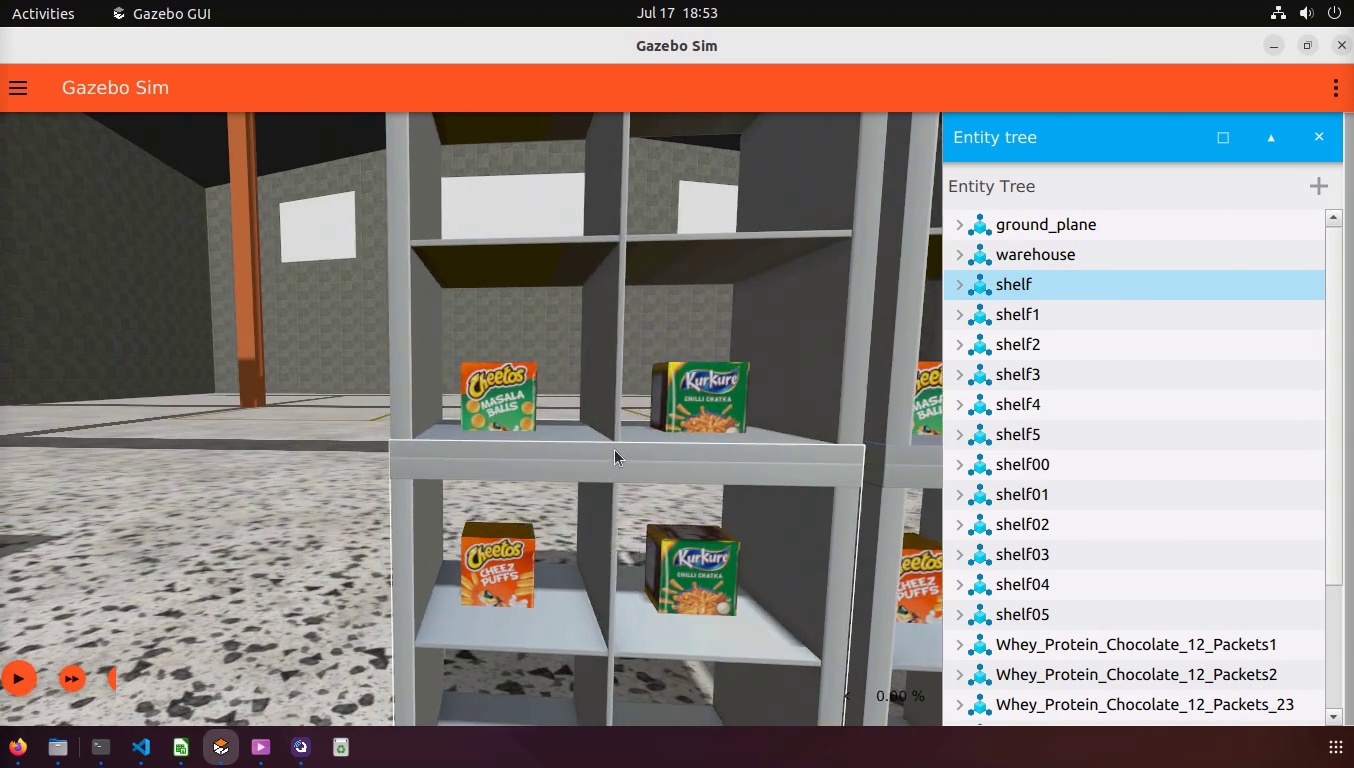 Activities
Gazebo GUI
Jul 17 18:53
Gazebo Sim
Gazebo Sim
Entity tree
Entity Tree
ground_plane
warehouse
shelf
shelf1
shelf2
shelf3
shelf4
shelf5
shelf00
shelf01
shelf02
shelf03
shelf04
shelf05
Whey_Protein_Chocolate_12_Packets1
Whey_Protein_Chocolate_12_Packets2
Whey_Protein_Chocolate_12_Packets_23
Cheetos
MASALA
BALLS
Kurkure
CHILLI CHATKA
Cheetos
CHEEZ
PUFFS
Kurkure
CHILLI CHATKA
CHEEZ
PUFFS